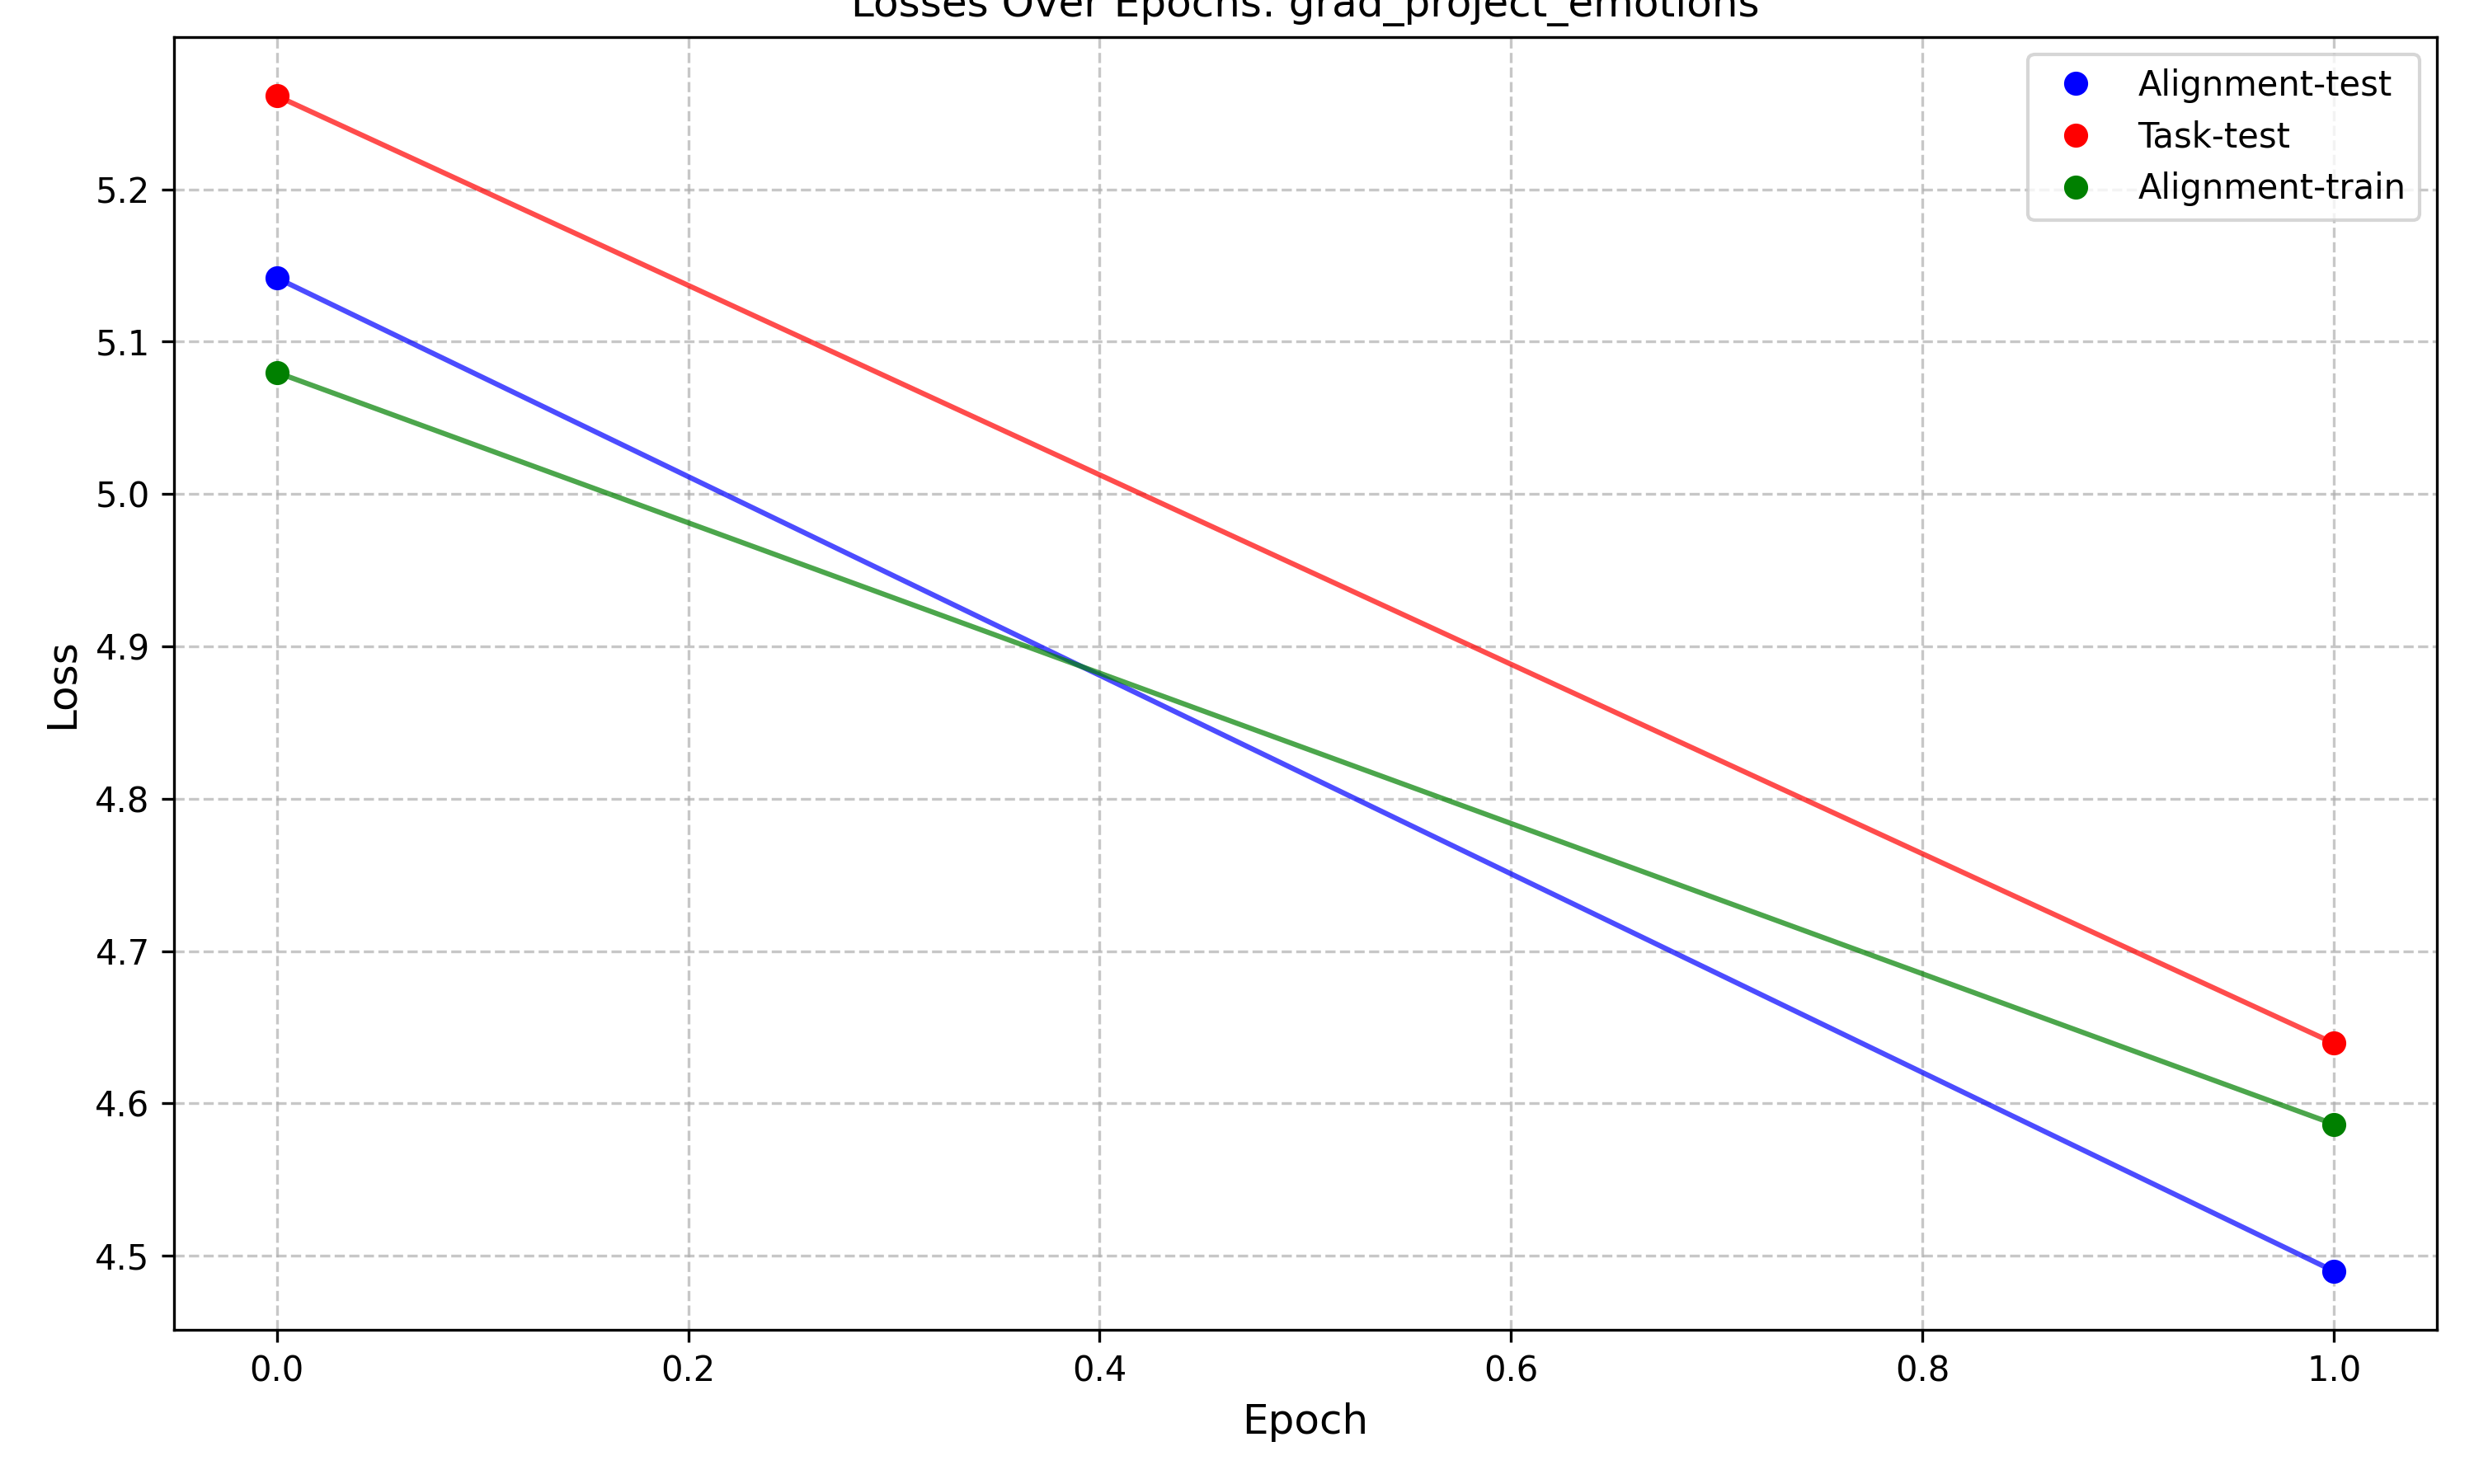 Losses Over Epochs: grad_project_emotions
Alignment-test
Task-test
Alignment-train
5.2
5.1
5.0
4.9
4.8
4.7
4.6
4.5
Loss
0.0 0.2 0.4 0.6 0.8 1.0
Epoch